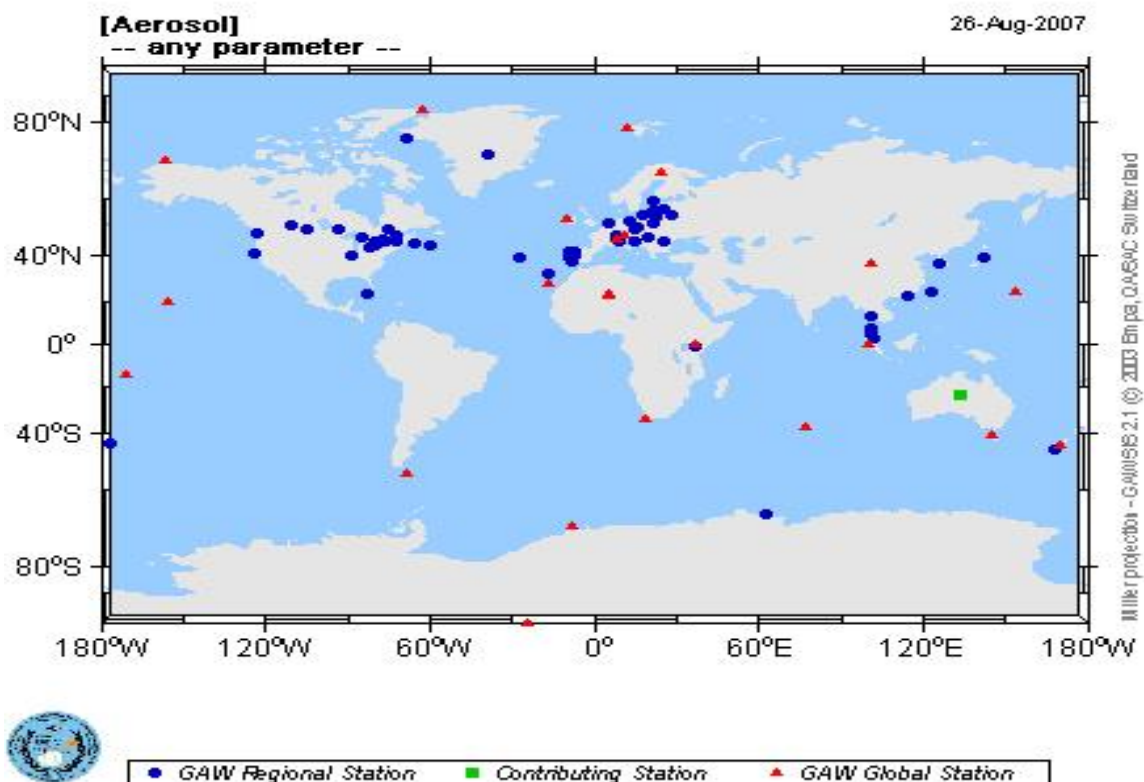 [Aerosol]
-- any parameter --
26-Aug-2007
80°N
40°N
0°
40°S
80°S
180°W 120°W 60°W 0° 60°E 120°E 180°W
Miller projection - GAWSIS 2.1 (c) 2003 Empa, QA/SAC Switzerland
GAW Regional Station
Contributing Station
GAW Global Station